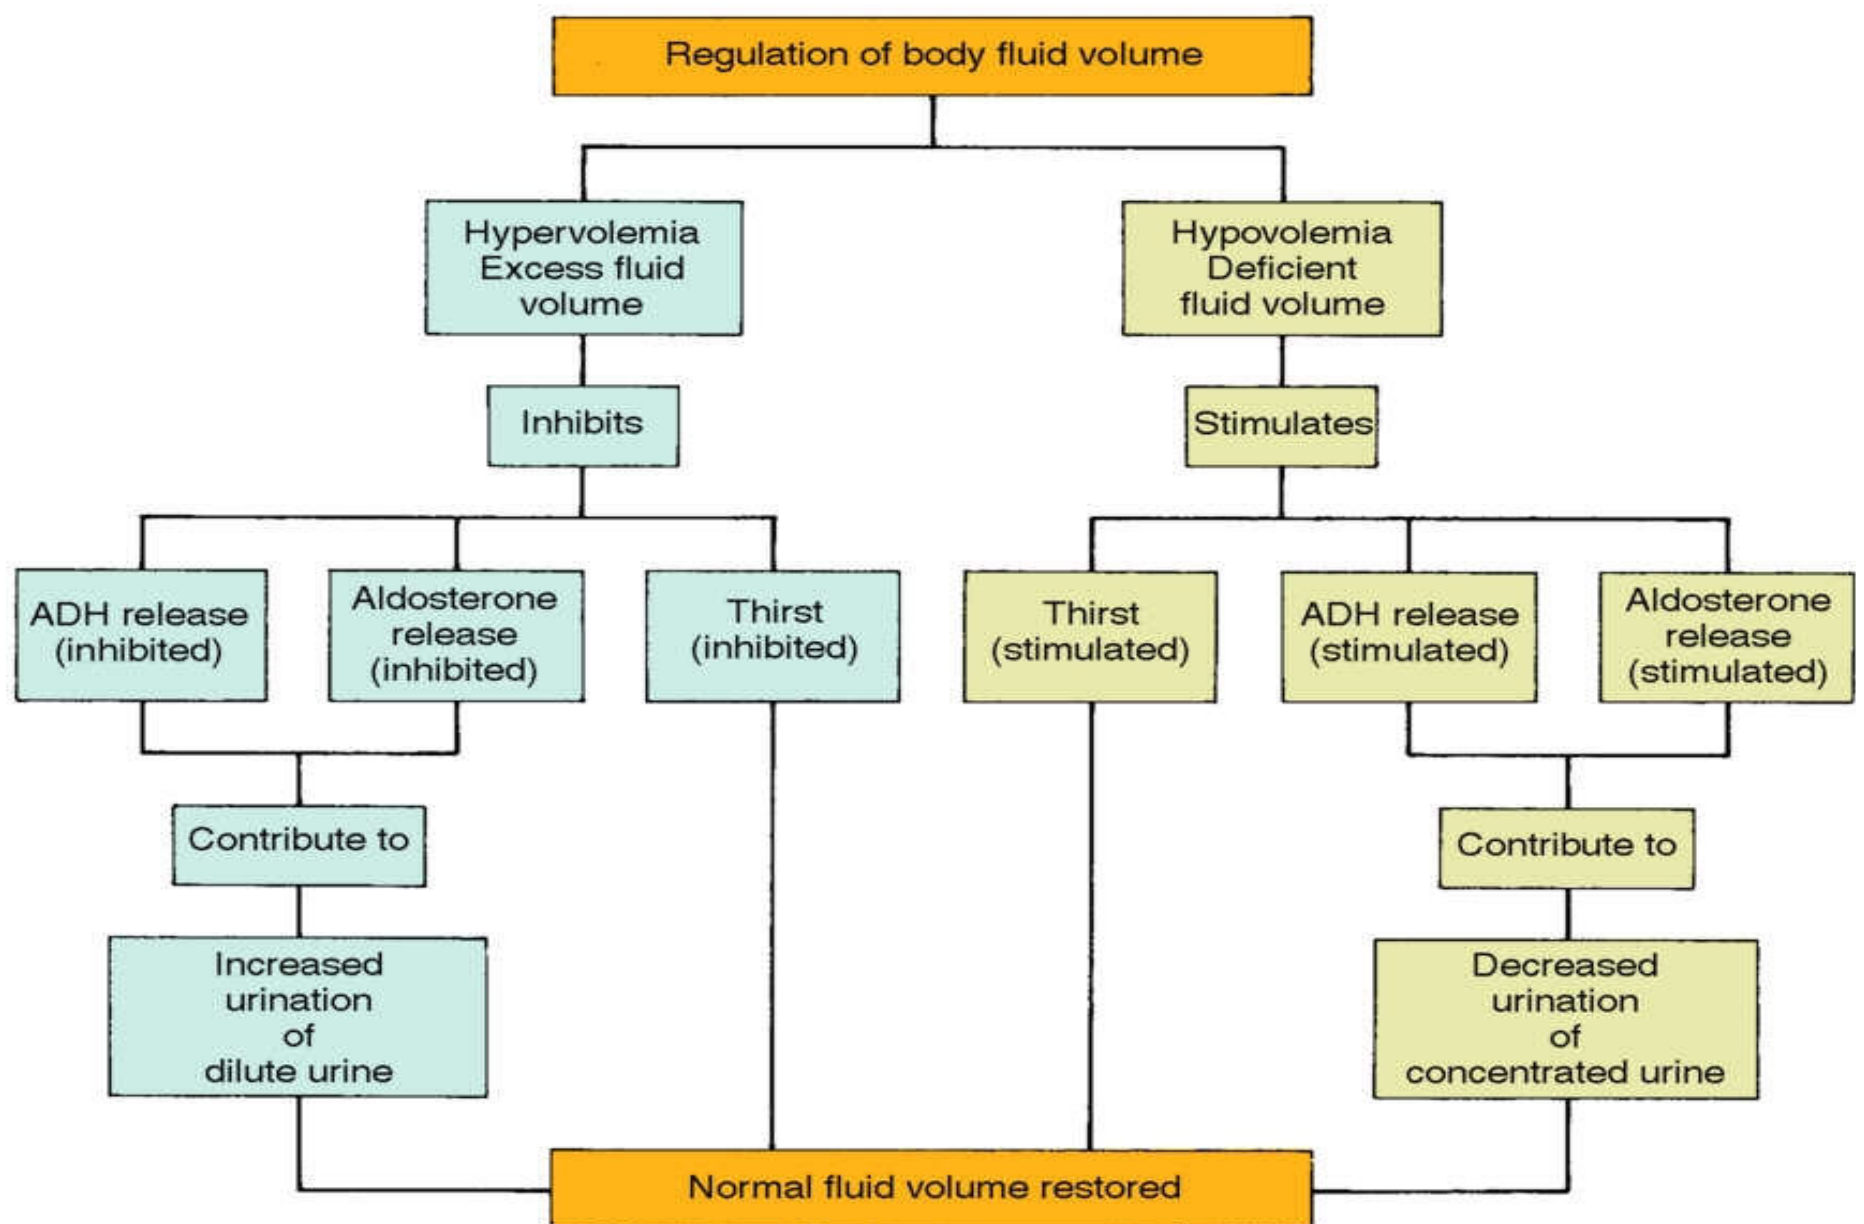 Regulation of body fluid volume
Hypervolemia
Excess fluid
volume
Hypovolemia
Deficient
fluid volume
Inhibits
Stimulates
ADH release
(inhibited)
Aldosterone
release
(inhibited)
Thirst
(inhibited)
Thirst
(stimulated)
ADH release
(stimulated)
Aldosterone
release
(stimulated)
Contribute to
Contribute to
Increased
urination
of
dilute urine
Decreased
urination
of
concentrated urine
Normal fluid volume restored